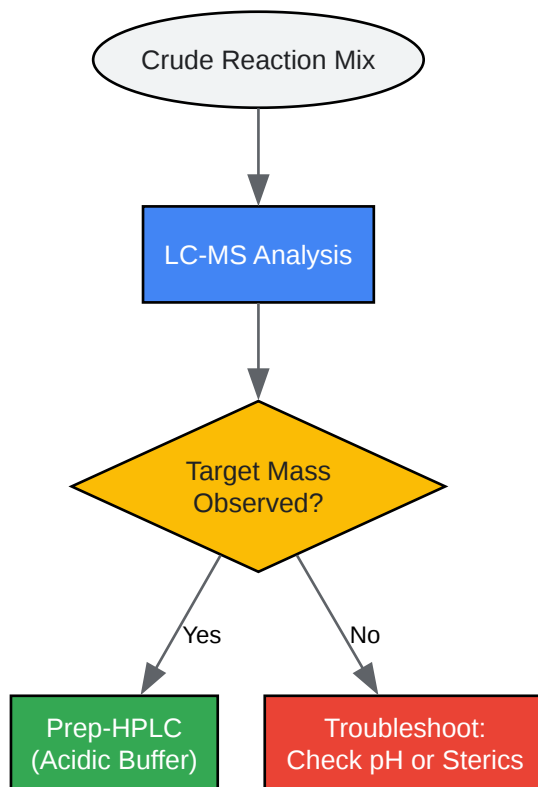 Crude Reaction Mix
LC-MS Analysis
Target Mass
Observed?
Yes
No
Prep-HPLC
(Acidic Buffer)
Troubleshoot:
Check pH or Sterics